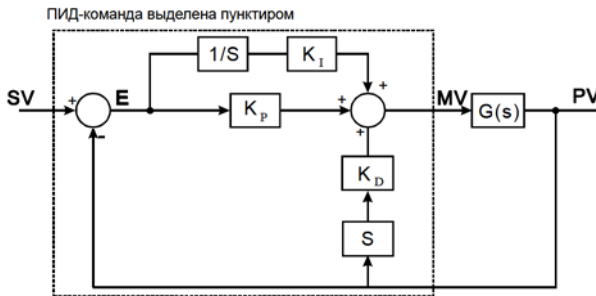 ПИД-команда выделена пунктиром
1/S K I
SV + E K P + + MV G(s) PV
- +
K D
S